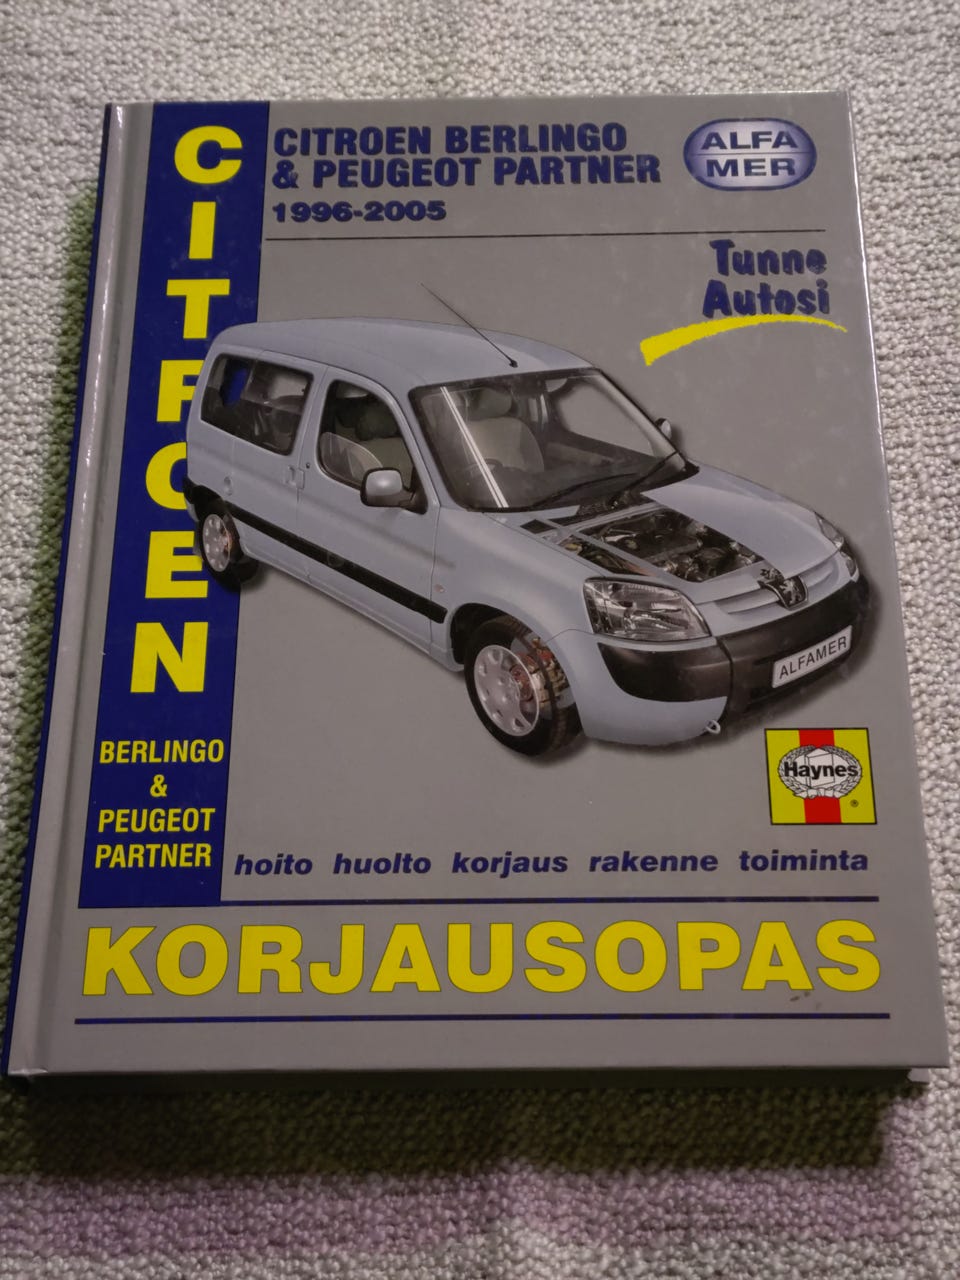 CITROEN
BERLINGO
&
PEUGEOT
PARTNER
CITROEN BERLINGO
& PEUGEOT PARTNER
1996-2005
ALFA
MER
Tunne
Autosi
ALFAMER
Haynes
®
hoito huolto korjaus rakenne toiminta
KORJAUSOPAS